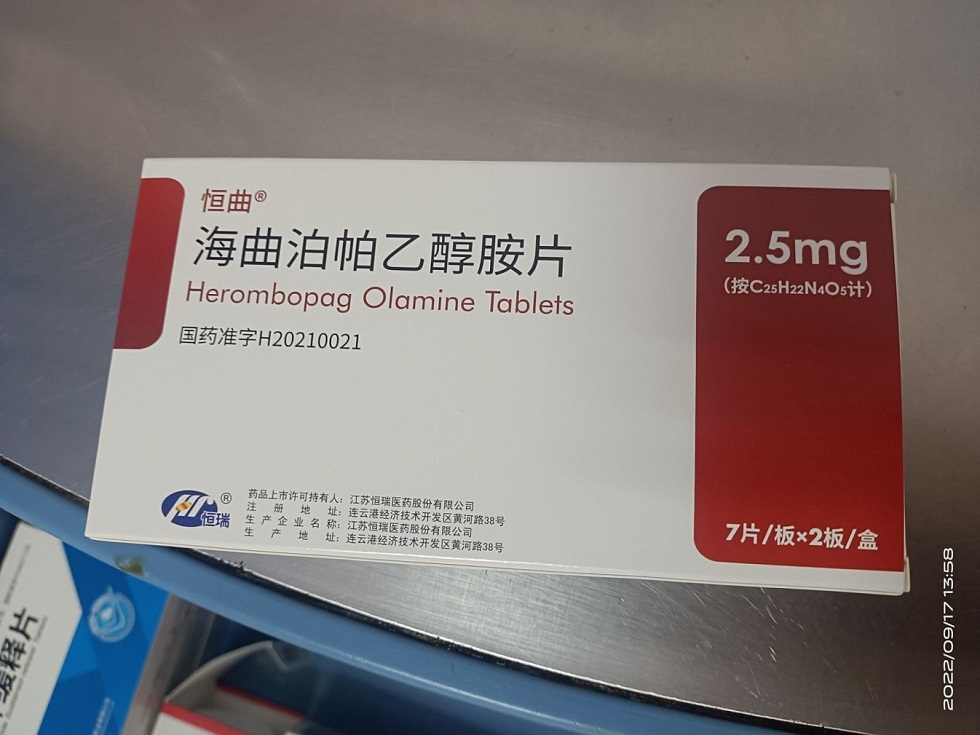 恒曲®
海曲泊帕乙醇胺片
Herombopag Olamine Tablets
国药准字H20210021
2.5mg
(按C25H22N4O5计)
HR
®
恒瑞
药品上市许可持有人：江苏恒瑞医药股份有限公司
注册地址：连云港经济技术开发区黄河路38号
生产企业名称：江苏恒瑞医药股份有限公司
生产地址：连云港经济技术开发区黄河路38号
7片/板×2板/盒
缓释片
2022/09/17 13:58